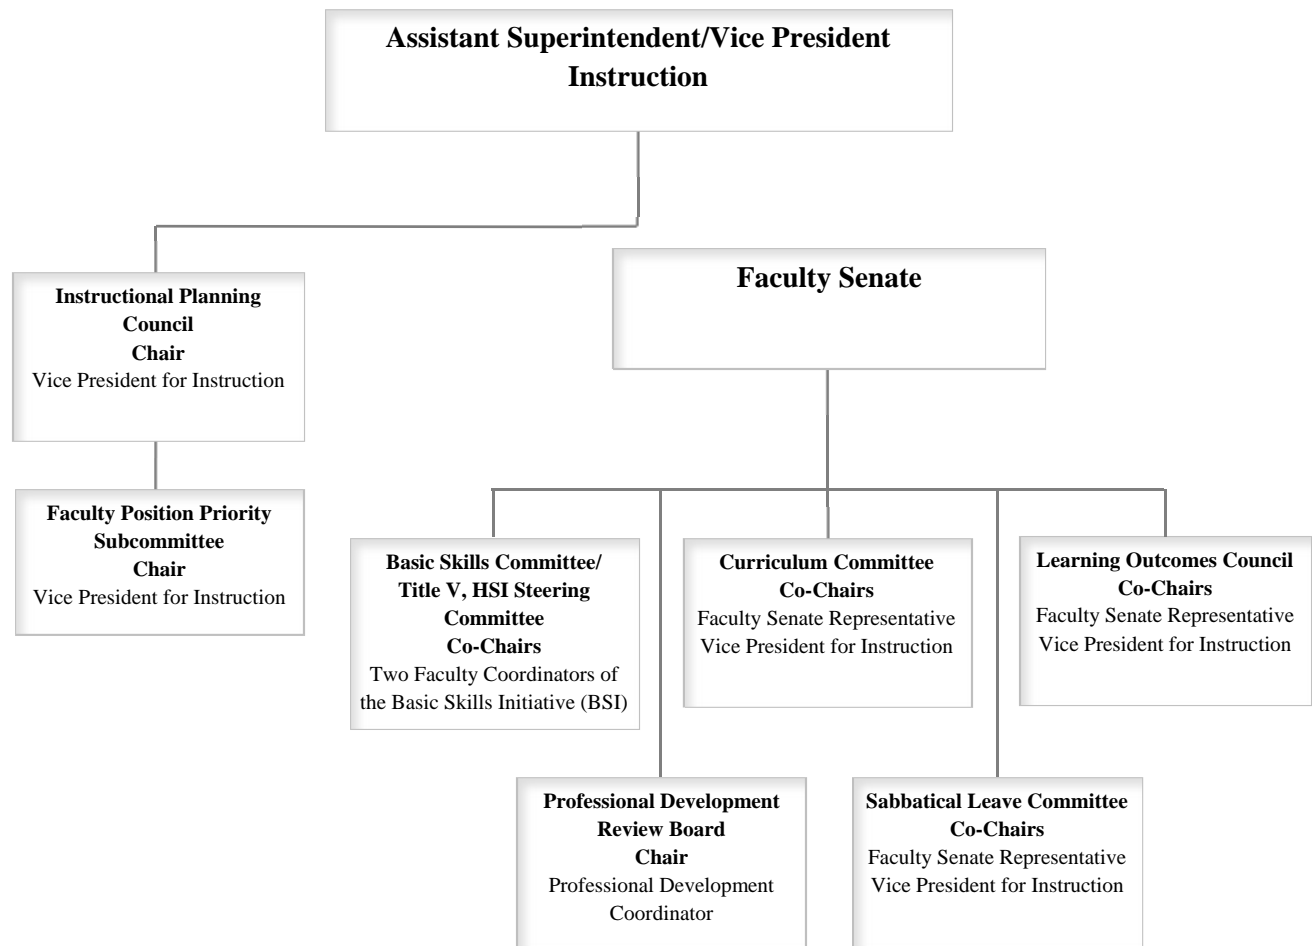 Assistant Superintendent/Vice President
Instruction
Faculty Senate
Instructional Planning
Council
Chair
Vice President for Instruction
Faculty Position Priority
Subcommittee
Chair
Vice President for Instruction
Basic Skills Committee/
Title V, HSI Steering
Committee
Co-Chairs
Two Faculty Coordinators of
the Basic Skills Initiative (BSI)
Curriculum Committee
Co-Chairs
Faculty Senate Representative
Vice President for Instruction
Learning Outcomes Council
Co-Chairs
Faculty Senate Representative
Vice President for Instruction
Professional Development
Review Board
Chair
Professional Development
Coordinator
Sabbatical Leave Committee
Co-Chairs
Faculty Senate Representative
Vice President for Instruction